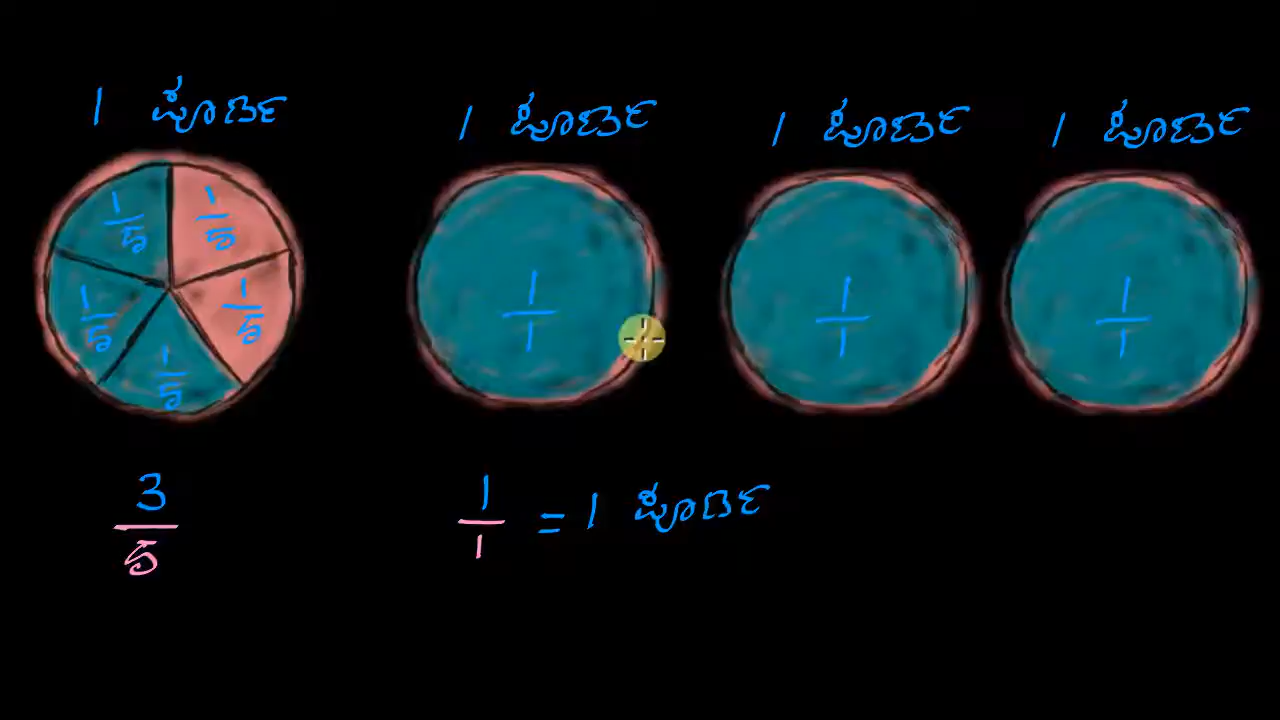 1 ಪೂರ್ಣ 1 ಪೂರ್ಣ 1 ಪೂರ್ಣ 1 ಪೂರ್ಣ
1/5 1/5
1/5 1/5
1/5
1/1 1/1 1/1
3/5
1/1 = 1 ಪೂರ್ಣ